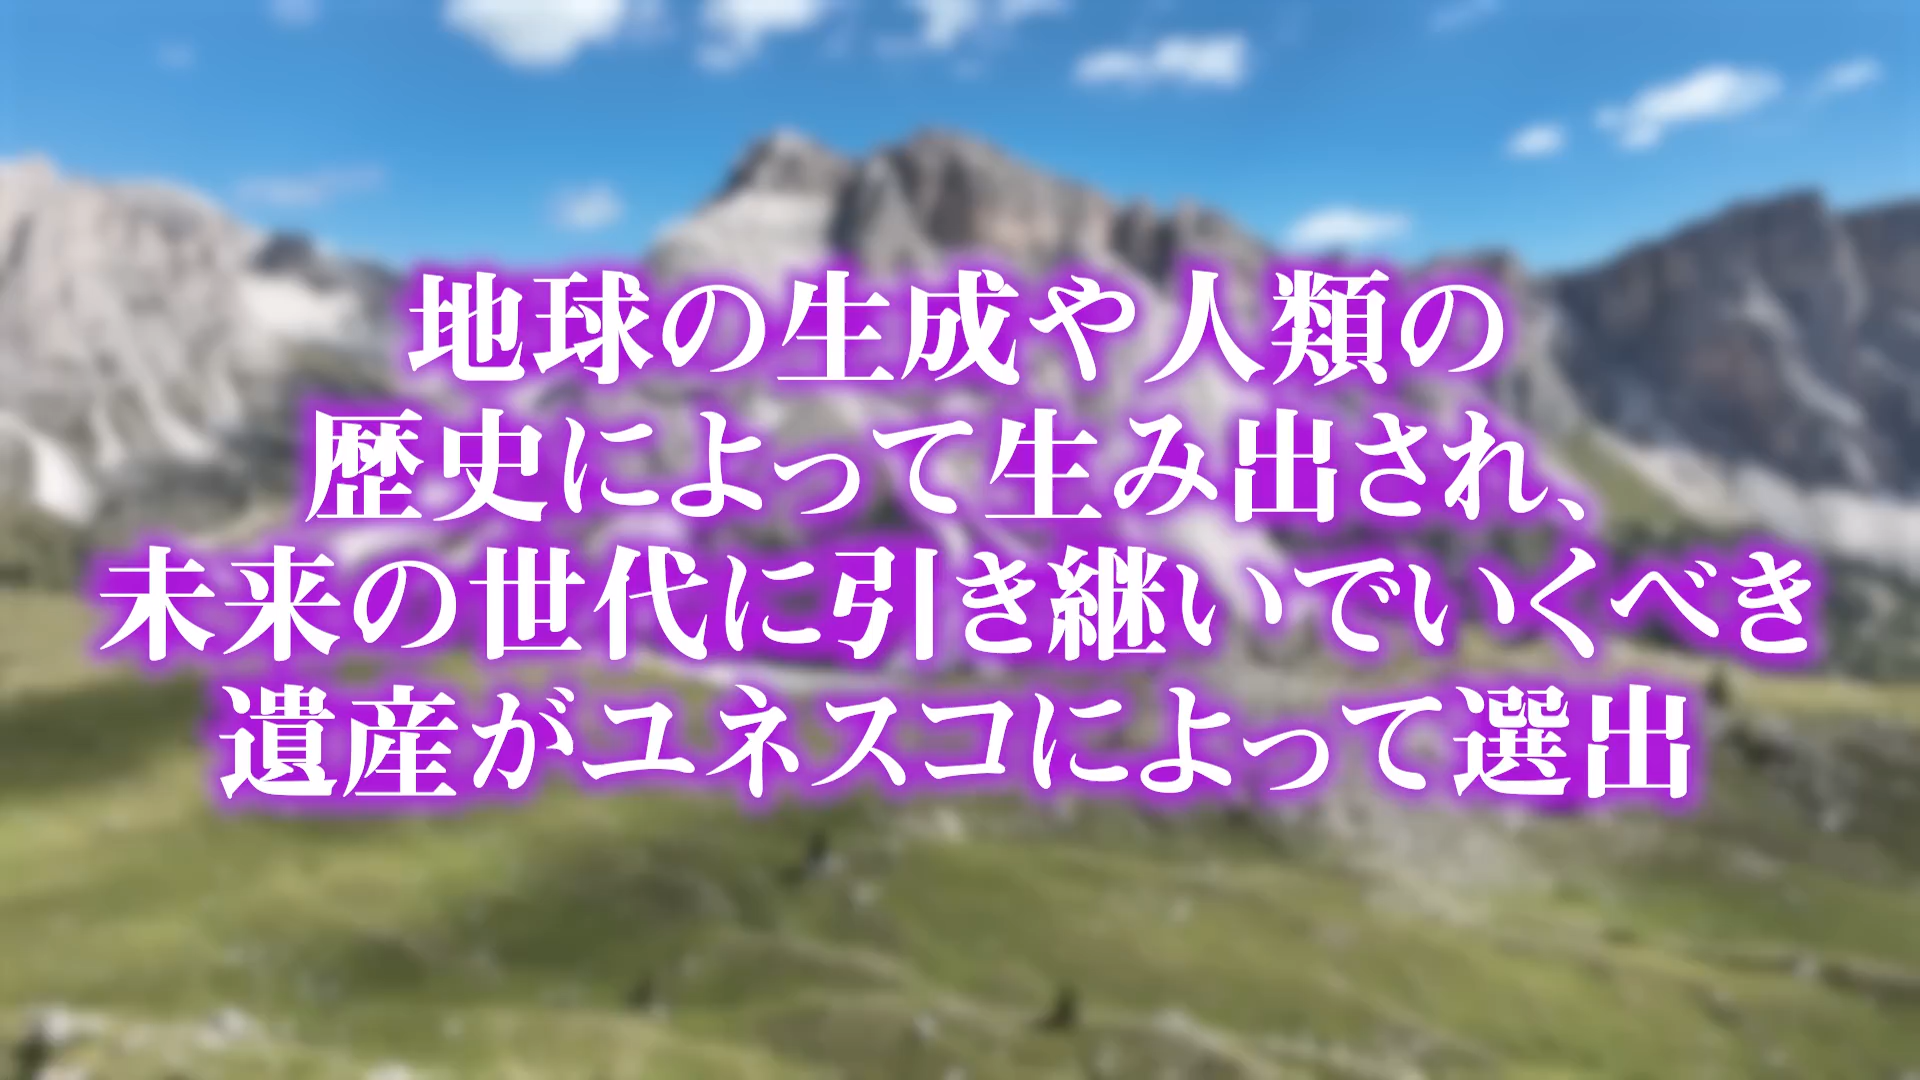 地球の生成や人類の
歴史によって生み出され、
未来の世代に引き継いでいくべき
遺産がユネスコによって選出